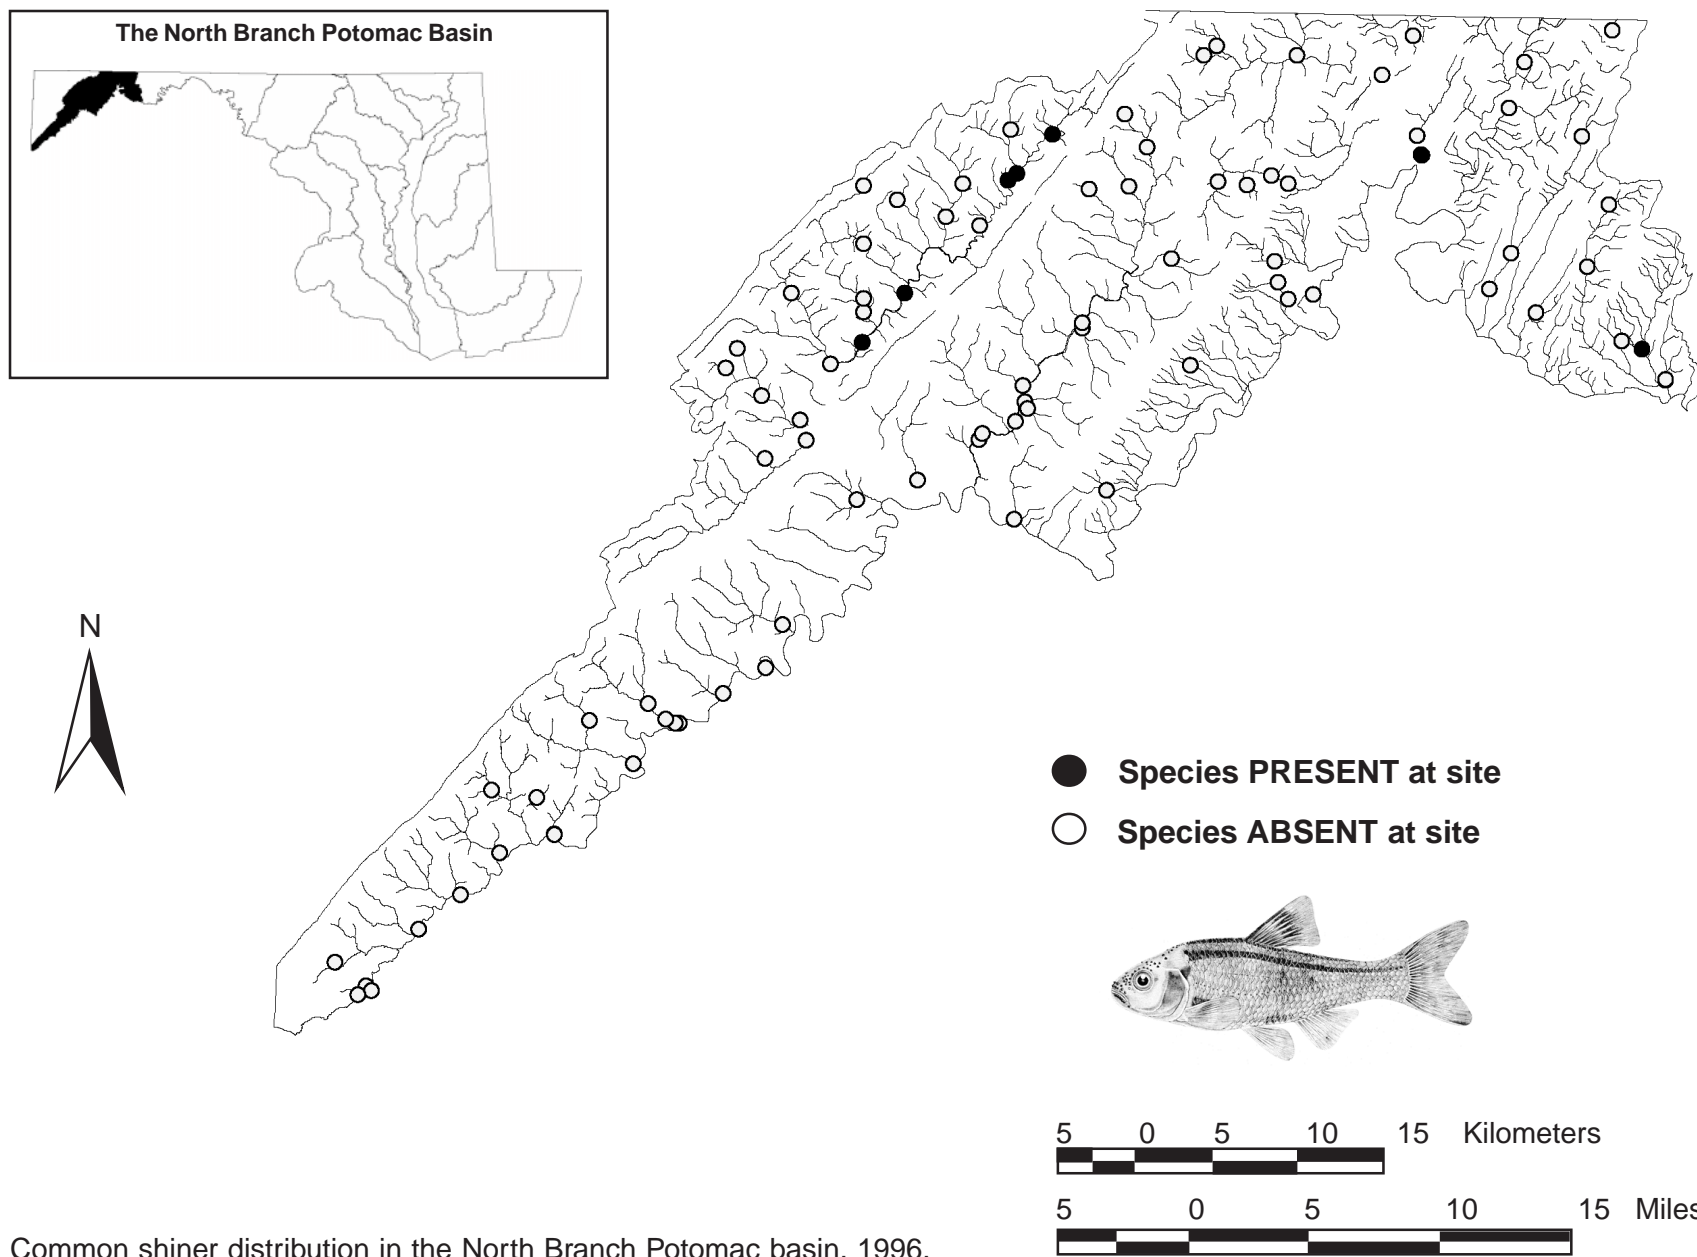 The North Branch Potomac Basin
N
Species PRESENT at site
Species ABSENT at site
5 0 5 10 15 Kilometers
5 0 5 10 15 Miles
Common shiner distribution in the North Branch Potomac basin, 1996.